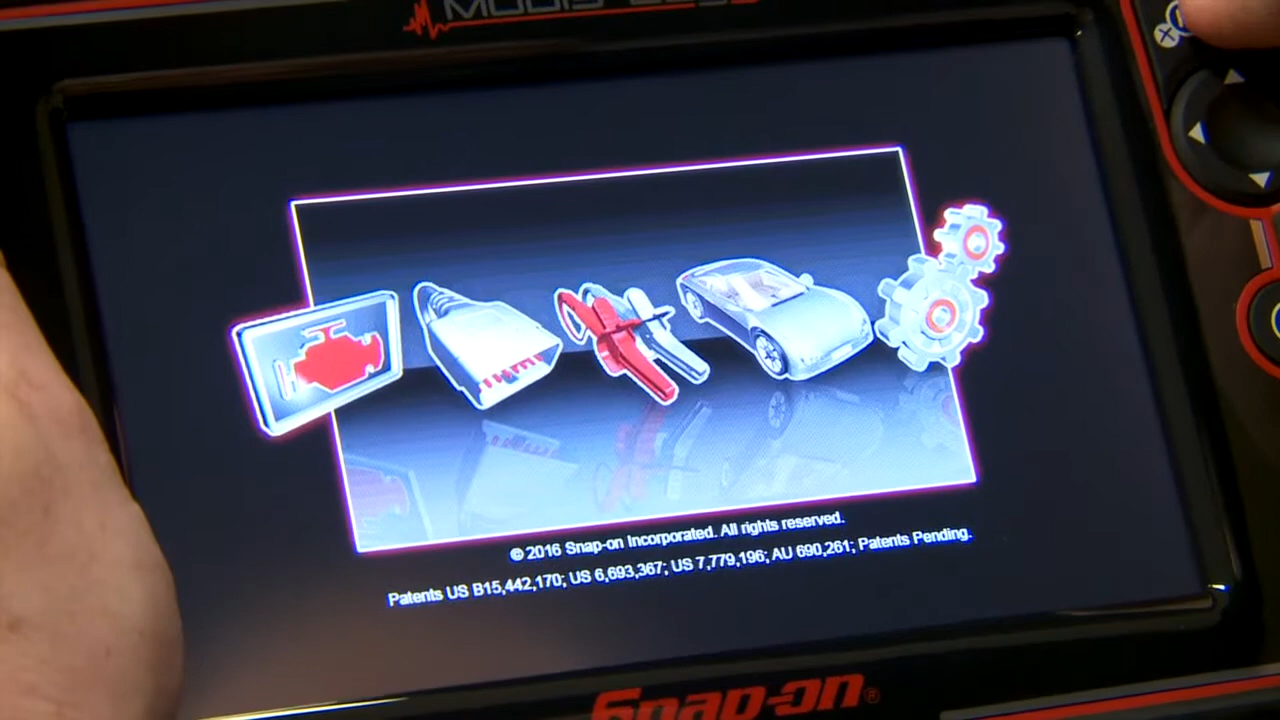 © 2016 Snap-on Incorporated. All rights reserved.
Patents US B15,442,170; US 6,693,367; US 7,779,196; AU 690,261; Patents Pending.
Snap-on®